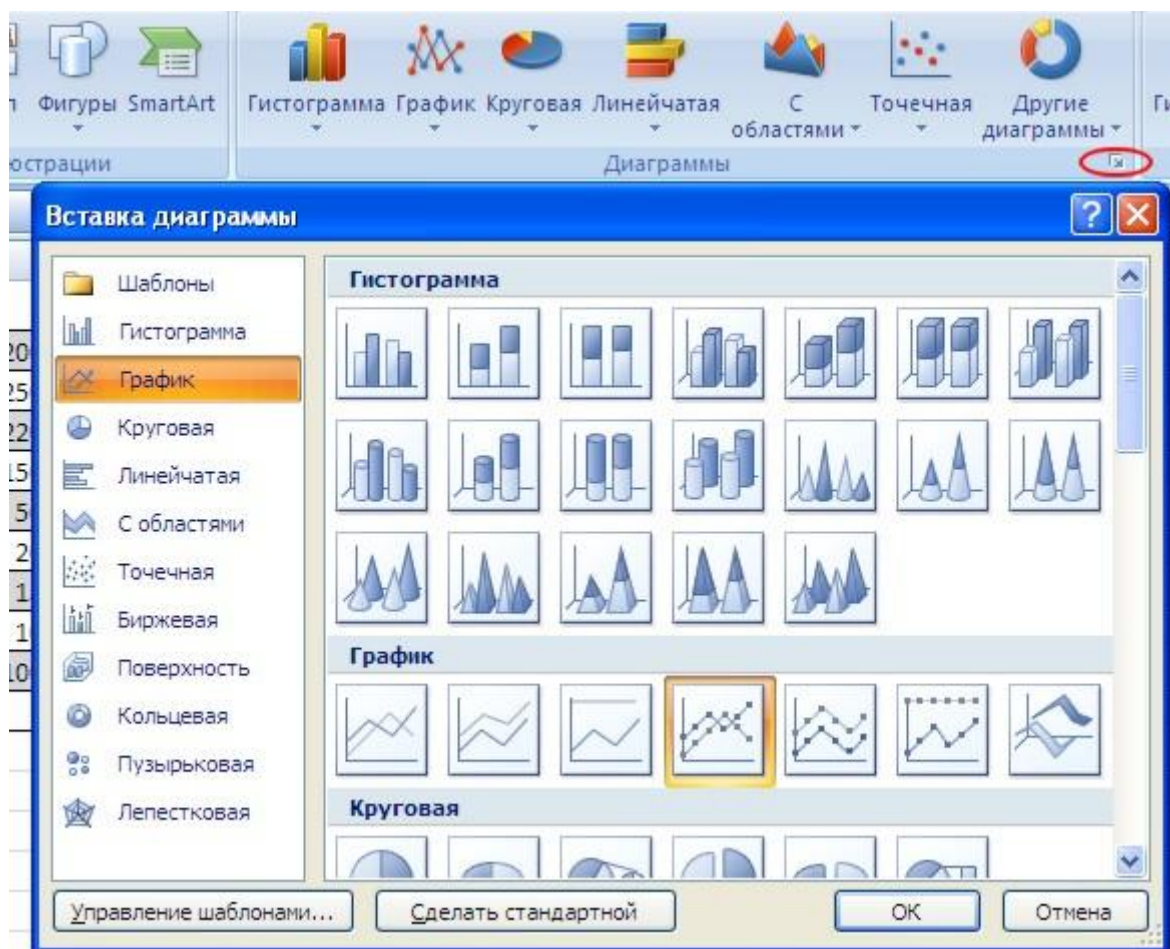 Фигуры SmartArt Гистограмма График Круговая Линейчатая С областями Точечная Другие диаграммы
Диаграммы
Вставка диаграммы
Шаблоны
Гистограмма
График
Круговая
Линейчатая
С областями
Точечная
Биржевая
Поверхность
Кольцевая
Пузырьковая
Лепестковая
Гистограмма
График
Круговая
Управление шаблонами...
Сделать стандартной
ОК
Отмена